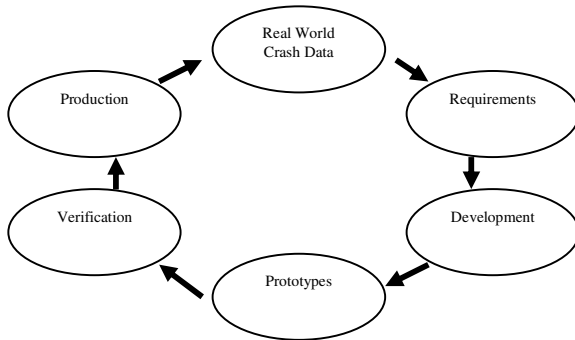 Real World
Crash Data
Requirements
Development
Prototypes
Verification
Production